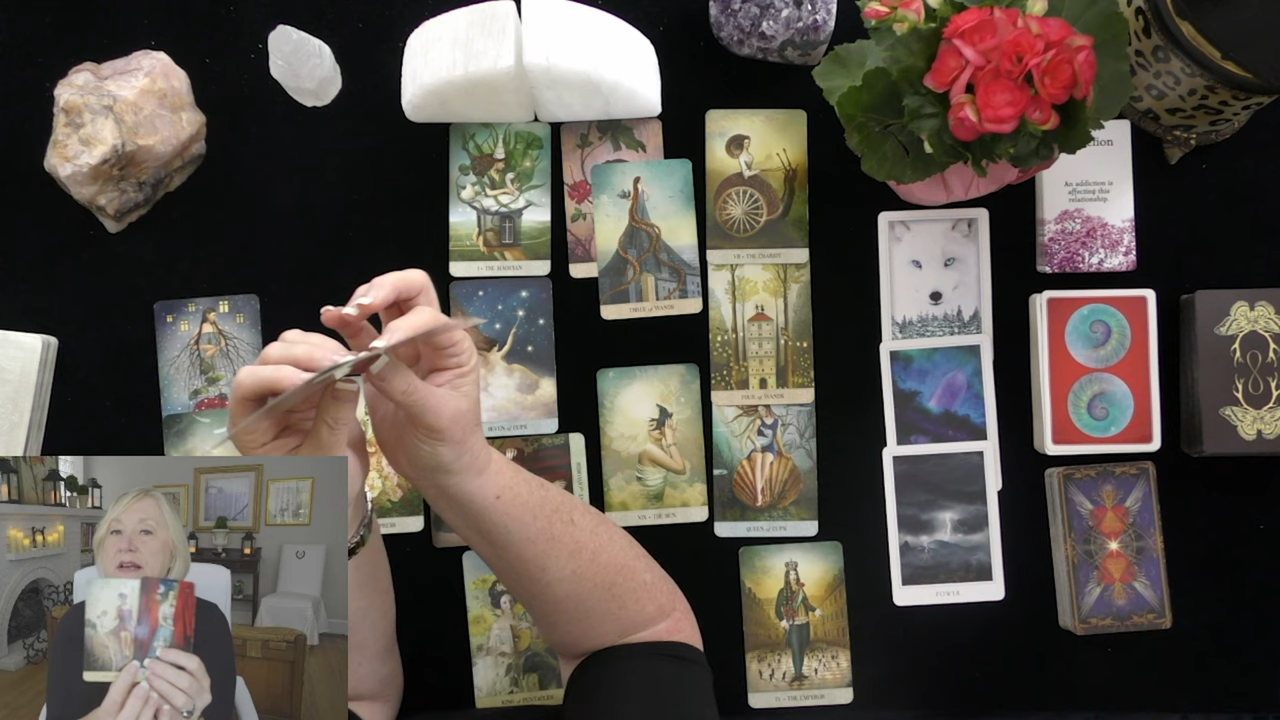 I • THE MAGICIAN
THREE of WANDS
VII • THE CHARIOT
SEVEN of CUPS
FOUR of WANDS
XIX • THE SUN
QUEEN of CUPS
KING of PENTACLES
IV • THE EMPEROR
An addiction is
affecting this
relationship.
POWER